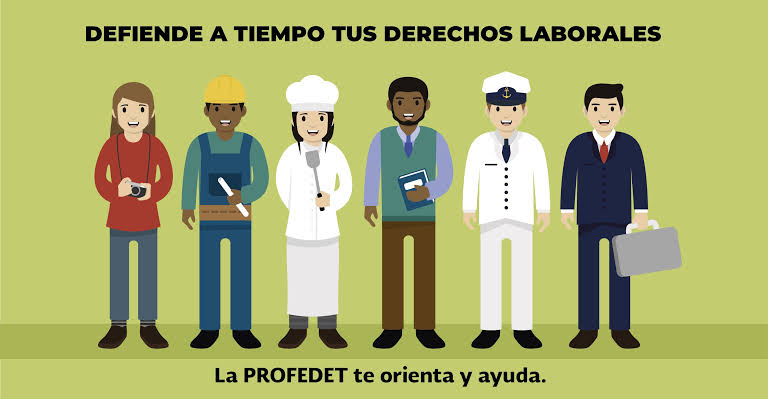 DEFIENDE A TIEMPO TUS DERECHOS LABORALES
La PROFEDET te orienta y ayuda.